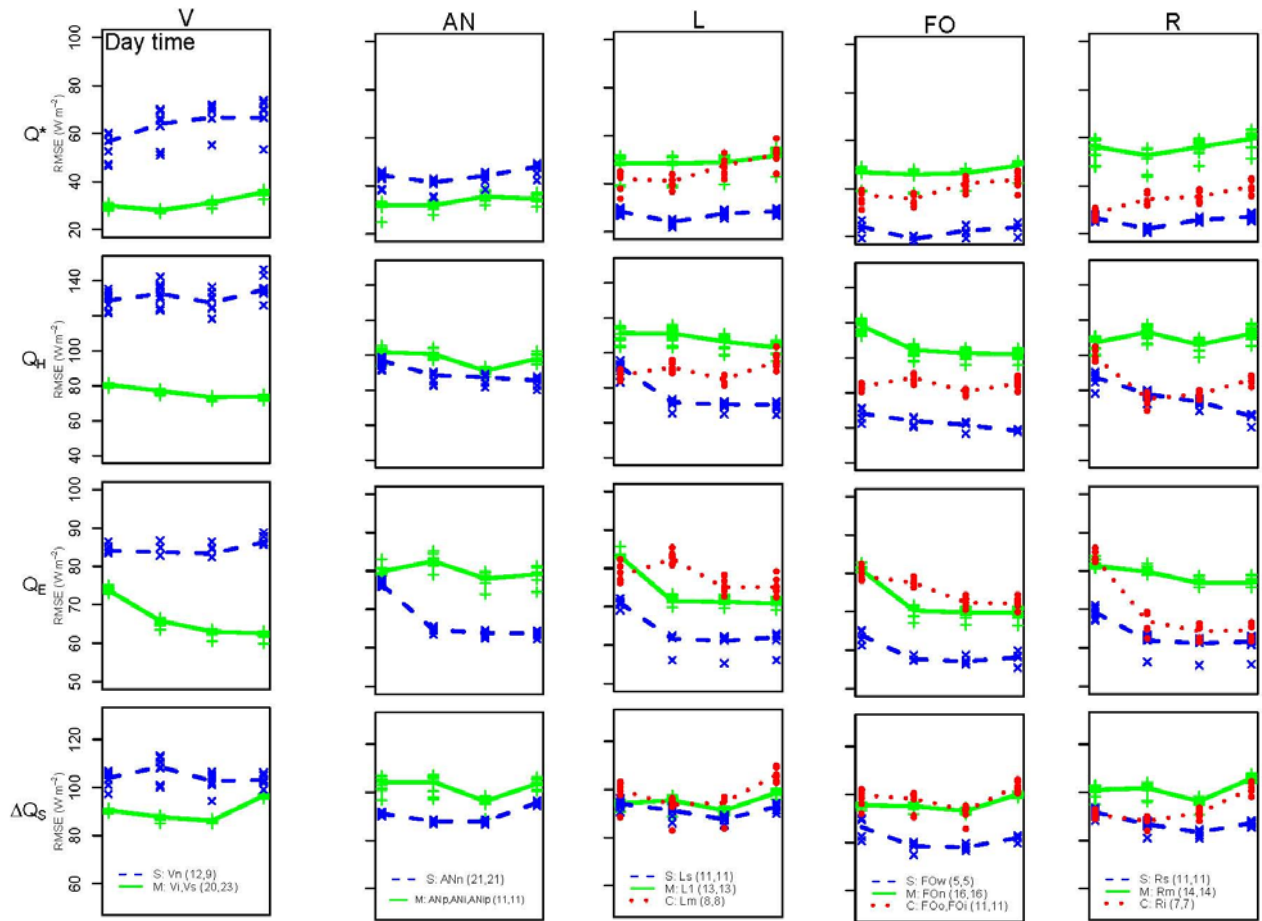 V AN L FO R
Day time
Q*
RMSE (W m⁻²)
100
80
60
40
20
Q_H
RMSE (W m⁻²)
140
100
80
60
40
Q_E
RMSE (W m⁻²)
100
90
80
70
60
50
ΔQ_S
RMSE (W m⁻²)
120
100
80
60
S: Vn (12,9)
M: Vi,Vs (20,23)
S: ANn (21,21)
M: ANp,ANi,ANip (11,11)
S: Ls (11,11)
M: L1 (13,13)
C: Lm (8,8)
S: FOw (5,5)
M: FOn (16,16)
C: FOo,FOi (11,11)
S: Rs (11,11)
M: Rm (14,14)
C: Ri (7,7)